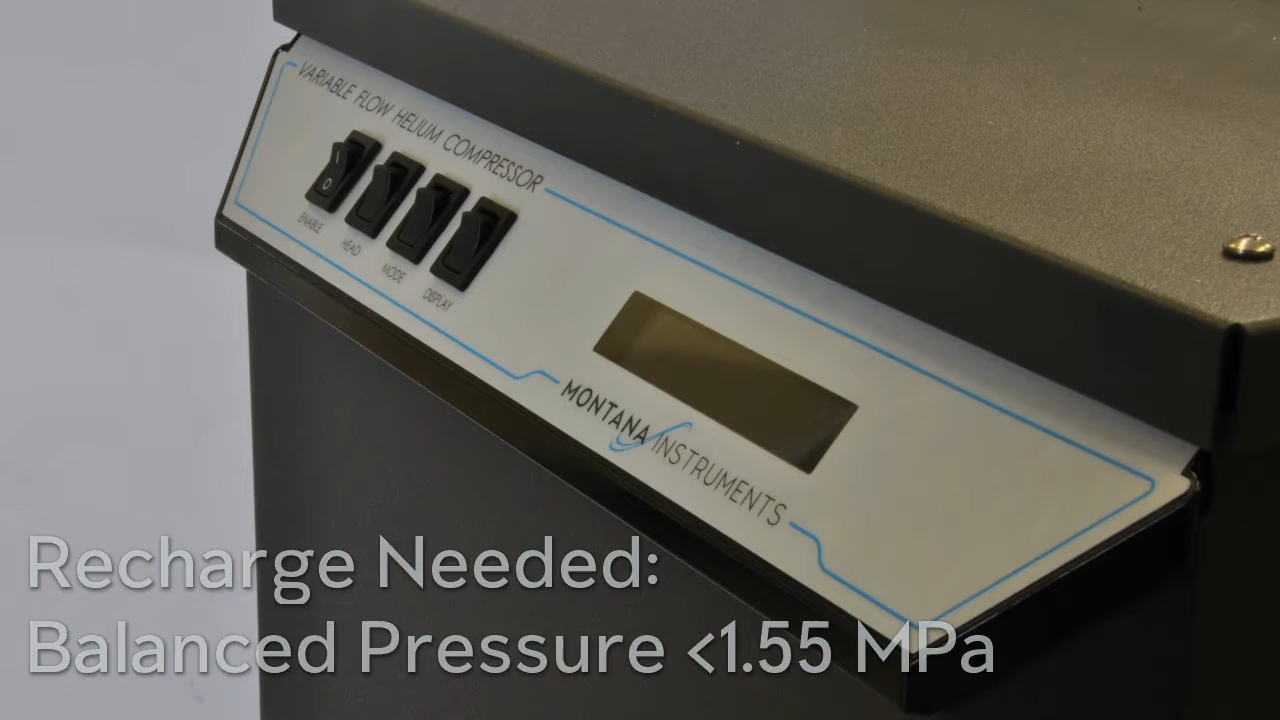 VARIABLE FLOW HELIUM COMPRESSOR
O
ENABLE
HEAD
MODE
DISPLAY
MONTANA INSTRUMENTS
Recharge Needed:
Balanced Pressure <1.55 MPa